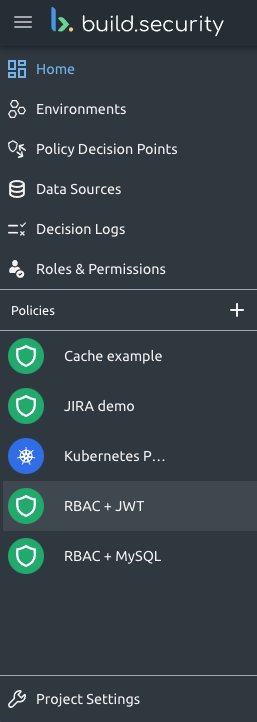 build.security
Home
Environments
Policy Decision Points
Data Sources
Decision Logs
Roles & Permissions
Policies
Cache example
JIRA demo
Kubernetes P...
RBAC + JWT
RBAC + MySQL
Project Settings